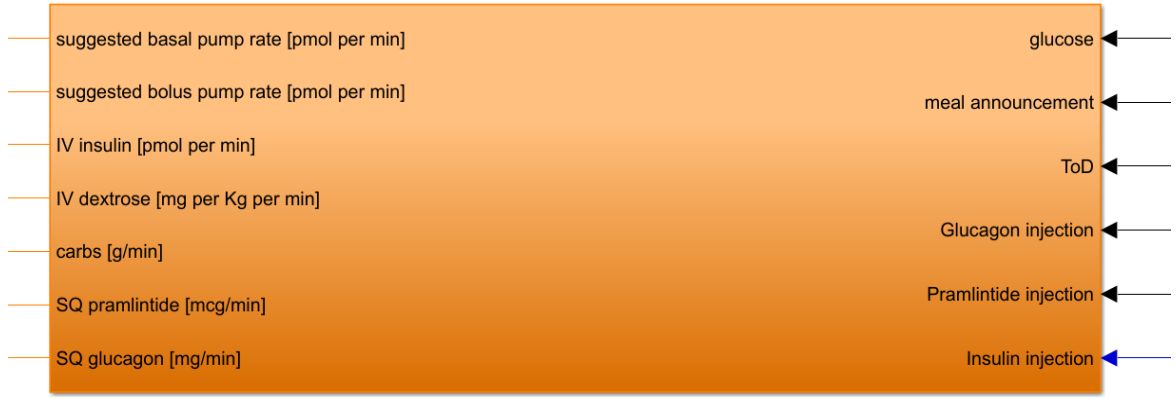 suggested basal pump rate [pmol per min]
glucose
suggested bolus pump rate [pmol per min]
meal announcement
IV insulin [pmol per min]
ToD
IV dextrose [mg per Kg per min]
Glucagon injection
carbs [g/min]
Pramlintide injection
SQ pramlintide [mcg/min]
SQ glucagon [mg/min]
Insulin injection